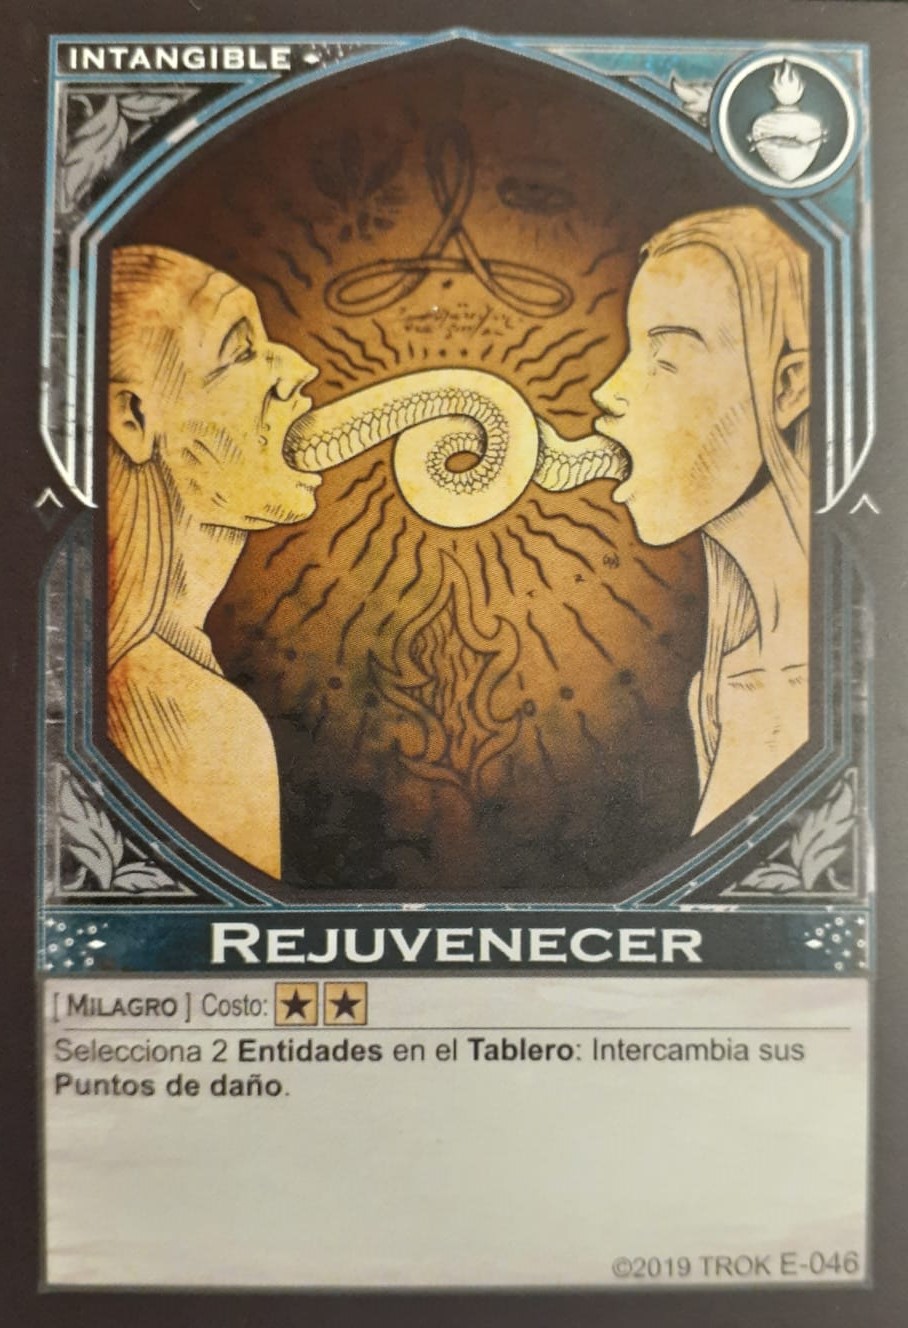 INTANGIBLE
REJUVENECER
[ MILAGRO ] Costo:
Selecciona 2 Entidades en el Tablero: Intercambia sus
Puntos de daño.
©2019 TROK E-046